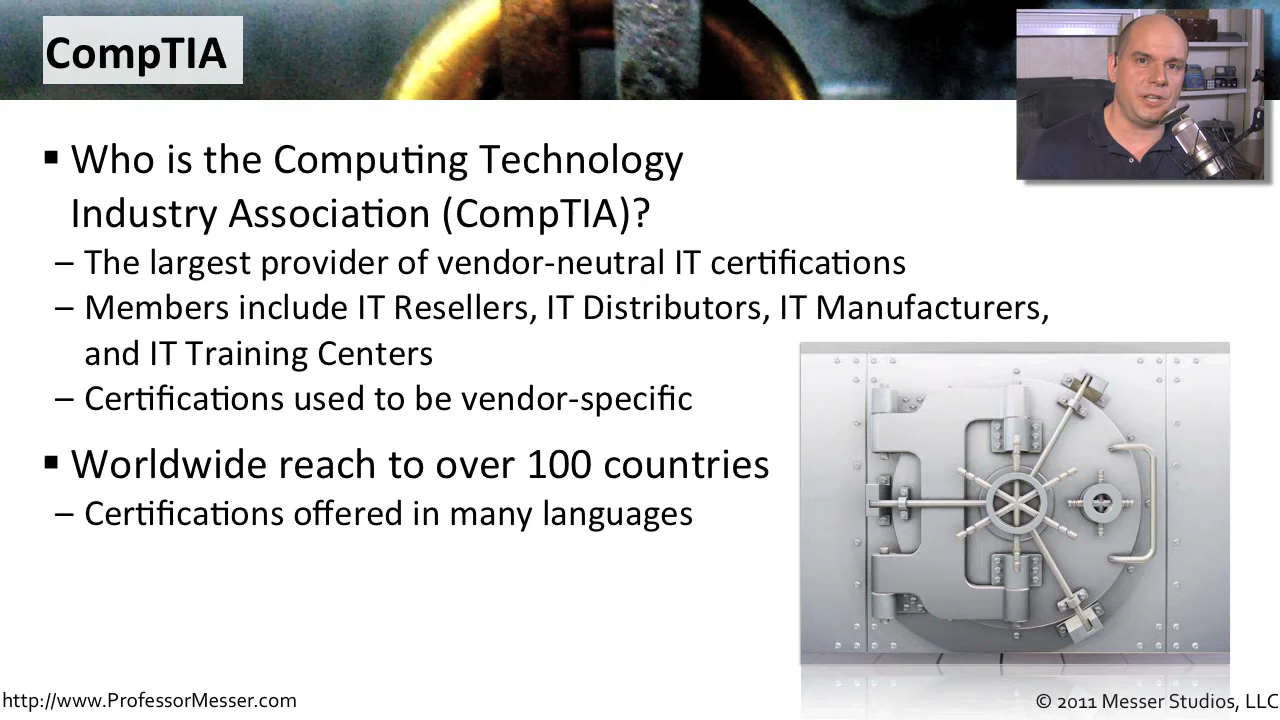 CompTIA
▪ Who is the Computing Technology
Industry Association (CompTIA)?
– The largest provider of vendor-neutral IT certifications
– Members include IT Resellers, IT Distributors, IT Manufacturers,
and IT Training Centers
– Certifications used to be vendor-specific
▪ Worldwide reach to over 100 countries
– Certifications offered in many languages
http://www.ProfessorMesser.com
© 2011 Messer Studios, LLC